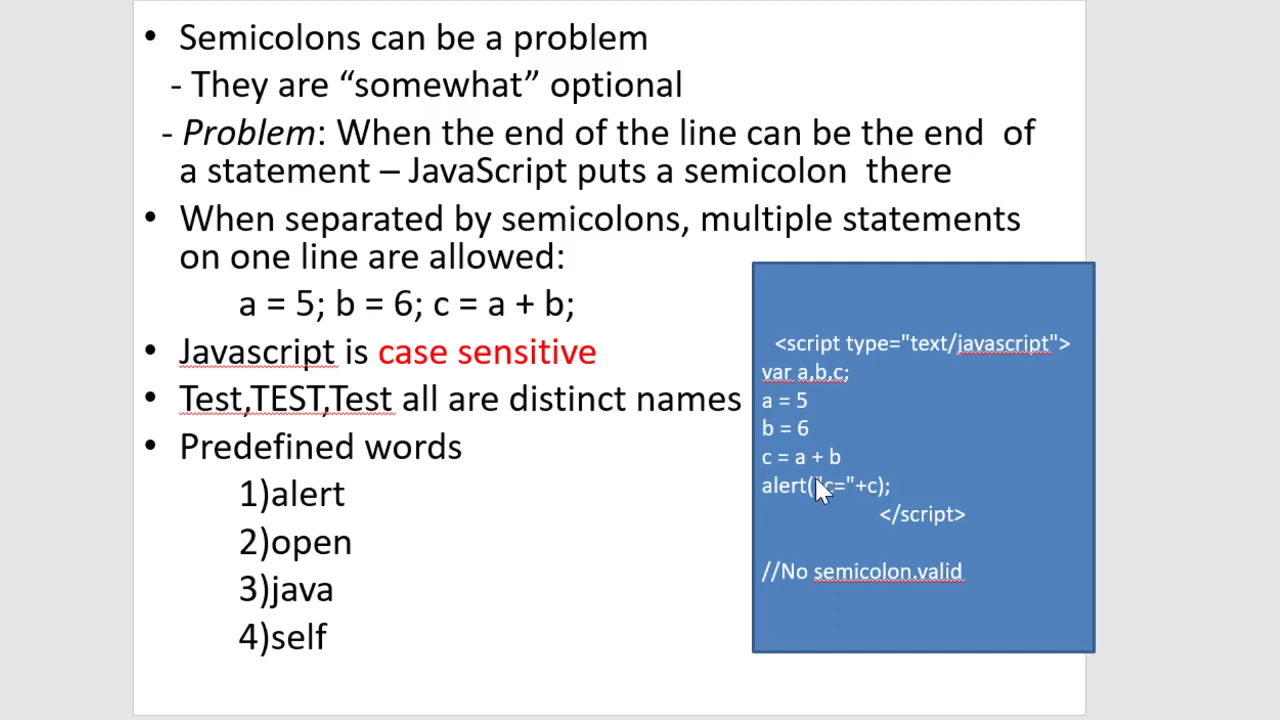 • Semicolons can be a problem
- They are “somewhat” optional
- Problem: When the end of the line can be the end of
a statement – JavaScript puts a semicolon there
• When separated by semicolons, multiple statements
on one line are allowed:
a = 5; b = 6; c = a + b;
• Javascript is case sensitive
• Test,TEST,Test all are distinct names
• Predefined words
1)alert
2)open
3)java
4)self
<script type="text/javascript">
var a,b,c;
a = 5
b = 6
c = a + b
alert("c="+c);
</script>
//No semicolon.valid